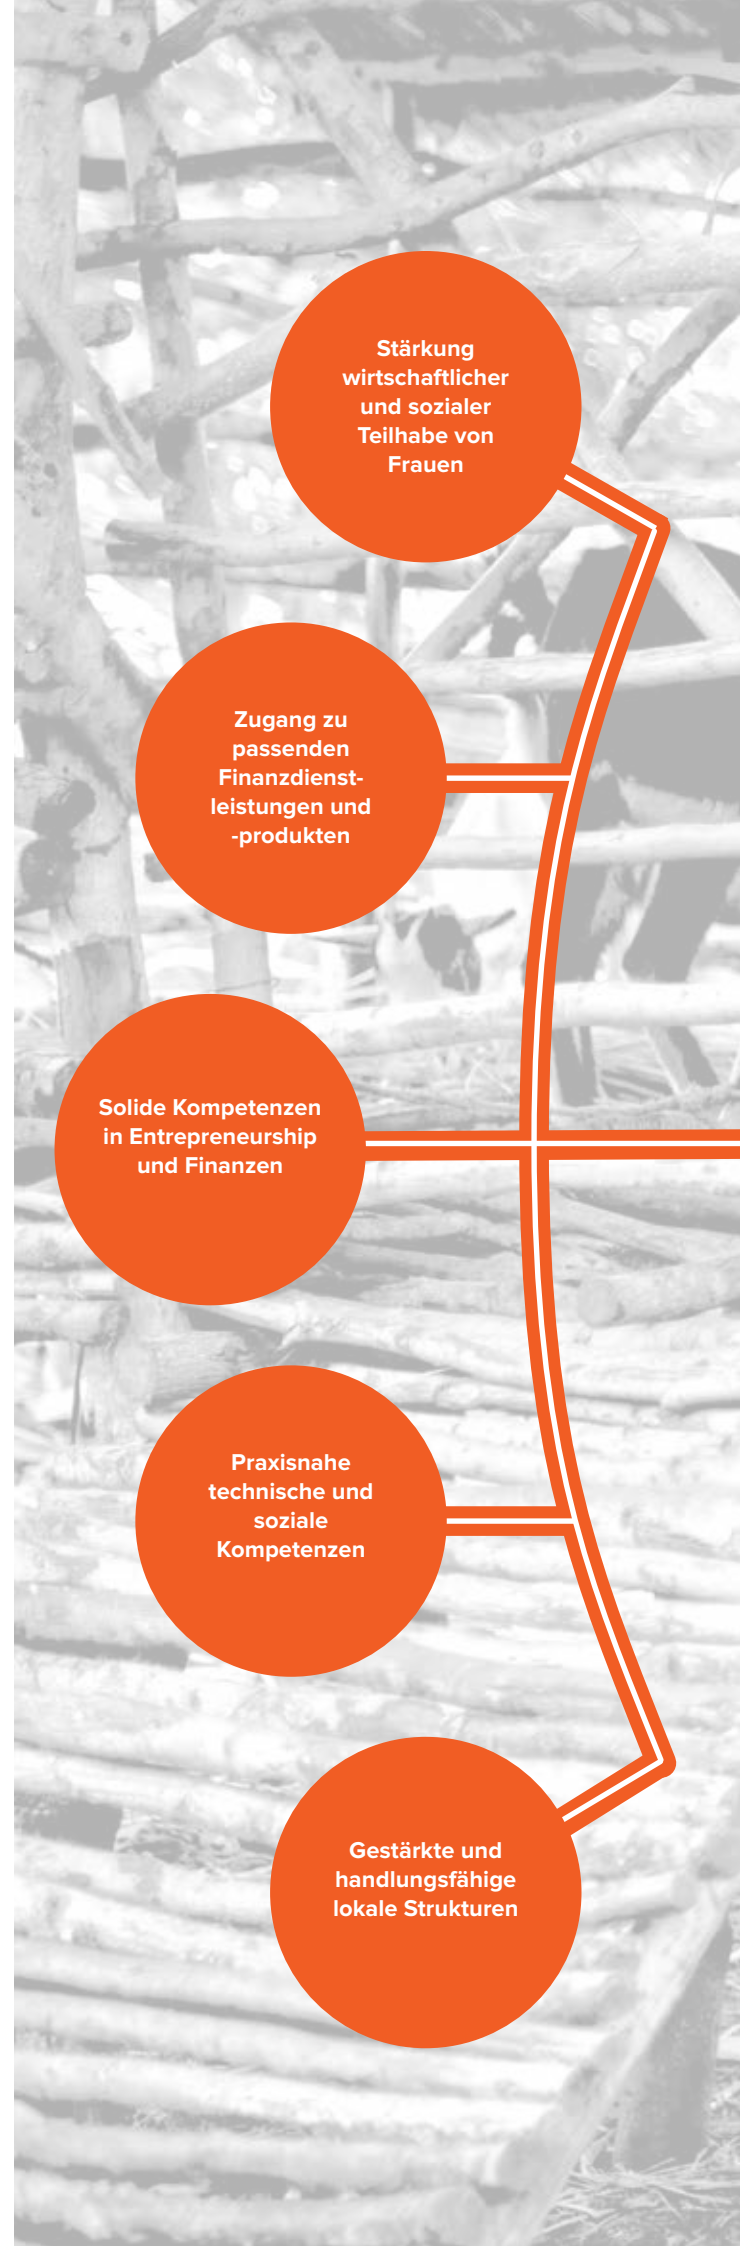 Stärkung
wirtschaftlicher
und sozialer
Teilhabe von
Frauen
Zugang zu
passenden
Finanzdienst-
leistungen und
-produkten
Solide Kompetenzen
in Entrepreneurship
und Finanzen
Praxisnahe
technische und
soziale
Kompetenzen
Gestärkte und
handlungsfähige
lokale Strukturen